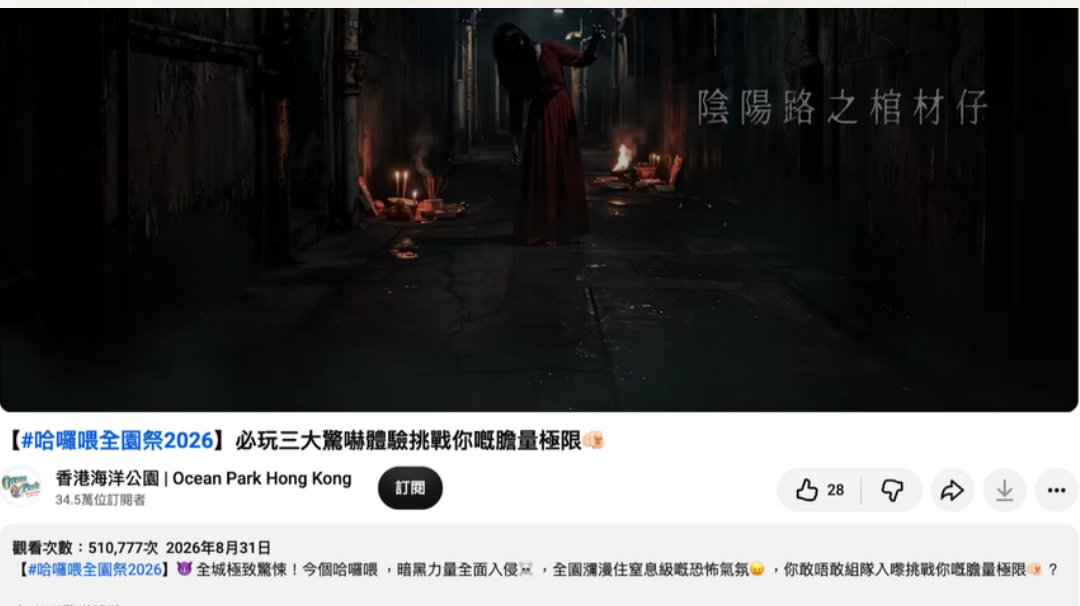 陰陽路之棺材仔
【#哈囉喂全園祭2026】必玩三大驚嚇體驗挑戰你嘅膽量極限🫵🏻
Ocean Park
香港海洋公園 | Ocean Park Hong Kong
34.5萬位訂閱者
訂閱
28
觀看次數：510,777次 2026年8月31日
【#哈囉喂全園祭2026】😈全城極致驚悚！今個哈囉喂，暗黑力量全面入侵☠️，全園瀰漫住窒息級嘅恐怖氣氛😖，你敢唔敢組隊入嚟挑戰你嘅膽量極限🫵🏻？